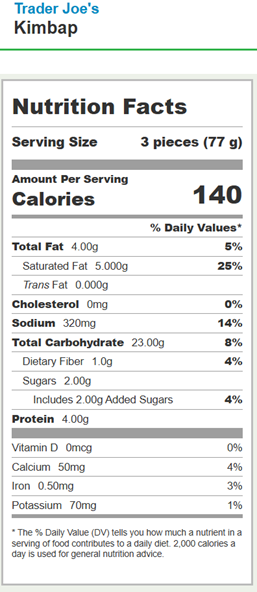 Trader Joe's
Kimbap
Nutrition Facts
Serving Size 3 pieces (77 g)
Amount Per Serving
Calories 140
% Daily Values*
Total Fat 4.00g 5%
Saturated Fat 5.000g 25%
Trans Fat 0.000g
Cholesterol 0mg 0%
Sodium 320mg 14%
Total Carbohydrate 23.00g 8%
Dietary Fiber 1.0g 4%
Sugars 2.00g
Includes 2.00g Added Sugars 4%
Protein 4.00g
Vitamin D 0mcg 0%
Calcium 50mg 4%
Iron 0.50mg 3%
Potassium 70mg 1%
* The % Daily Value (DV) tells you how much a nutrient in a
serving of food contributes to a daily diet. 2,000 calories a
day is used for general nutrition advice.